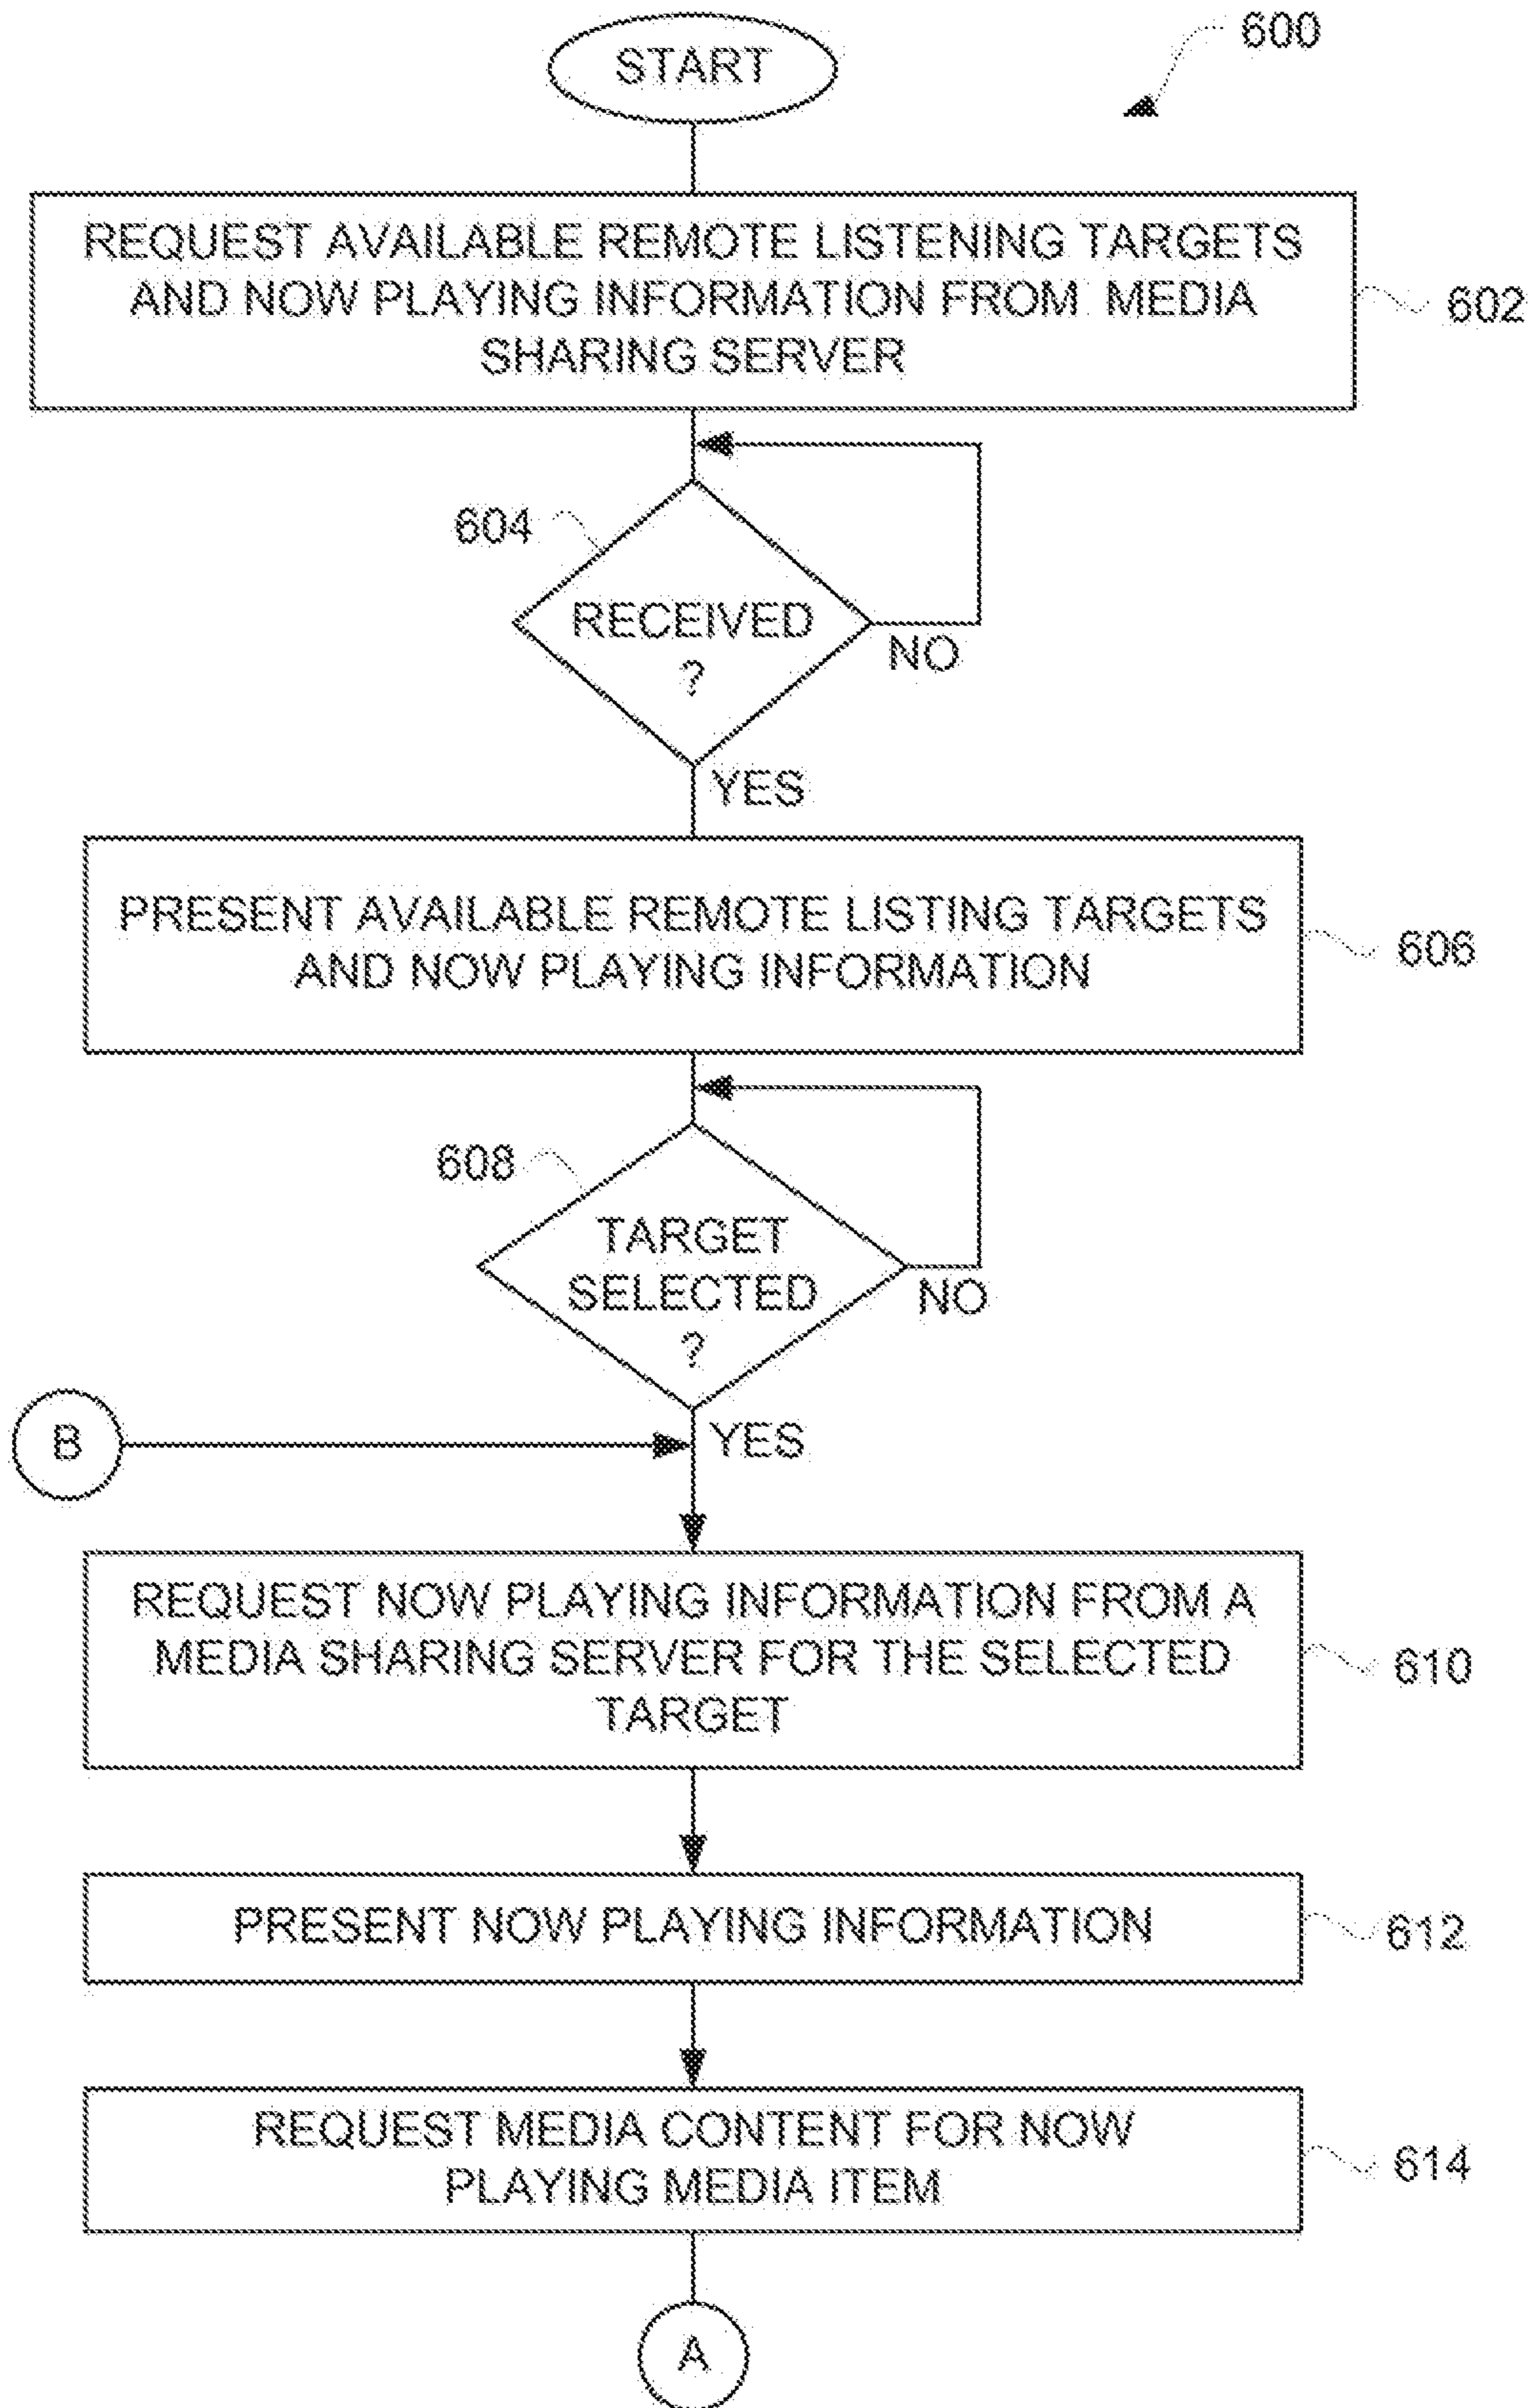 600
START
REQUEST AVAILABLE REMOTE LISTENING TARGETS
AND NOW PLAYING INFORMATION FROM MEDIA
SHARING SERVER
602
604
RECEIVED
?
NO
YES
PRESENT AVAILABLE REMOTE LISTING TARGETS
AND NOW PLAYING INFORMATION
606
608
TARGET
SELECTED
?
NO
YES
B
REQUEST NOW PLAYING INFORMATION FROM A
MEDIA SHARING SERVER FOR THE SELECTED
TARGET
610
PRESENT NOW PLAYING INFORMATION
612
REQUEST MEDIA CONTENT FOR NOW
PLAYING MEDIA ITEM
614
A